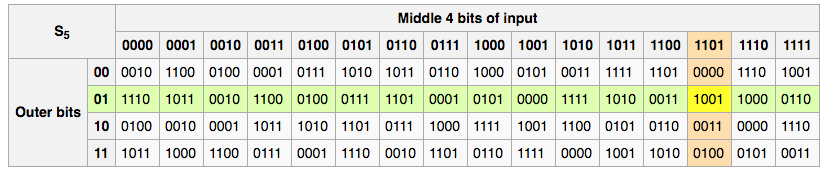 S5 Middle 4 bits of input
0000 0001 0010 0011 0100 0101 0110 0111 1000 1001 1010 1011 1100 1101 1110 1111
Outer bits
00 0010 1100 0100 0001 0111 1010 1011 0110 1000 0101 0011 1111 1101 0000 1110 1001
01 1110 1011 0010 1100 0100 0111 1101 0001 0101 0000 1111 1010 0011 1001 1000 0110
10 0100 0010 0001 1011 1010 1101 0111 1000 1111 1001 1100 0101 0110 0011 0000 1110
11 1011 1000 1100 0111 0001 1110 0010 1101 0110 1111 0000 1001 1010 0100 0101 0011